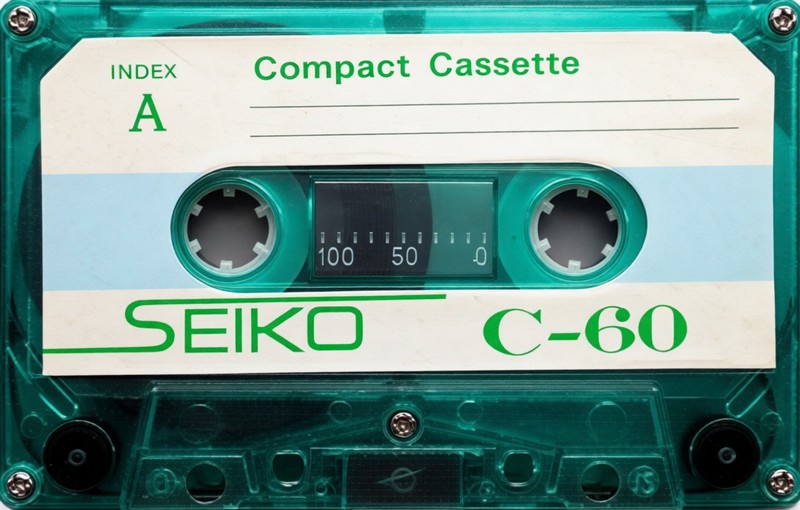 INDEX
A
Compact Cassette
100 50 0
SEIKO
C-60